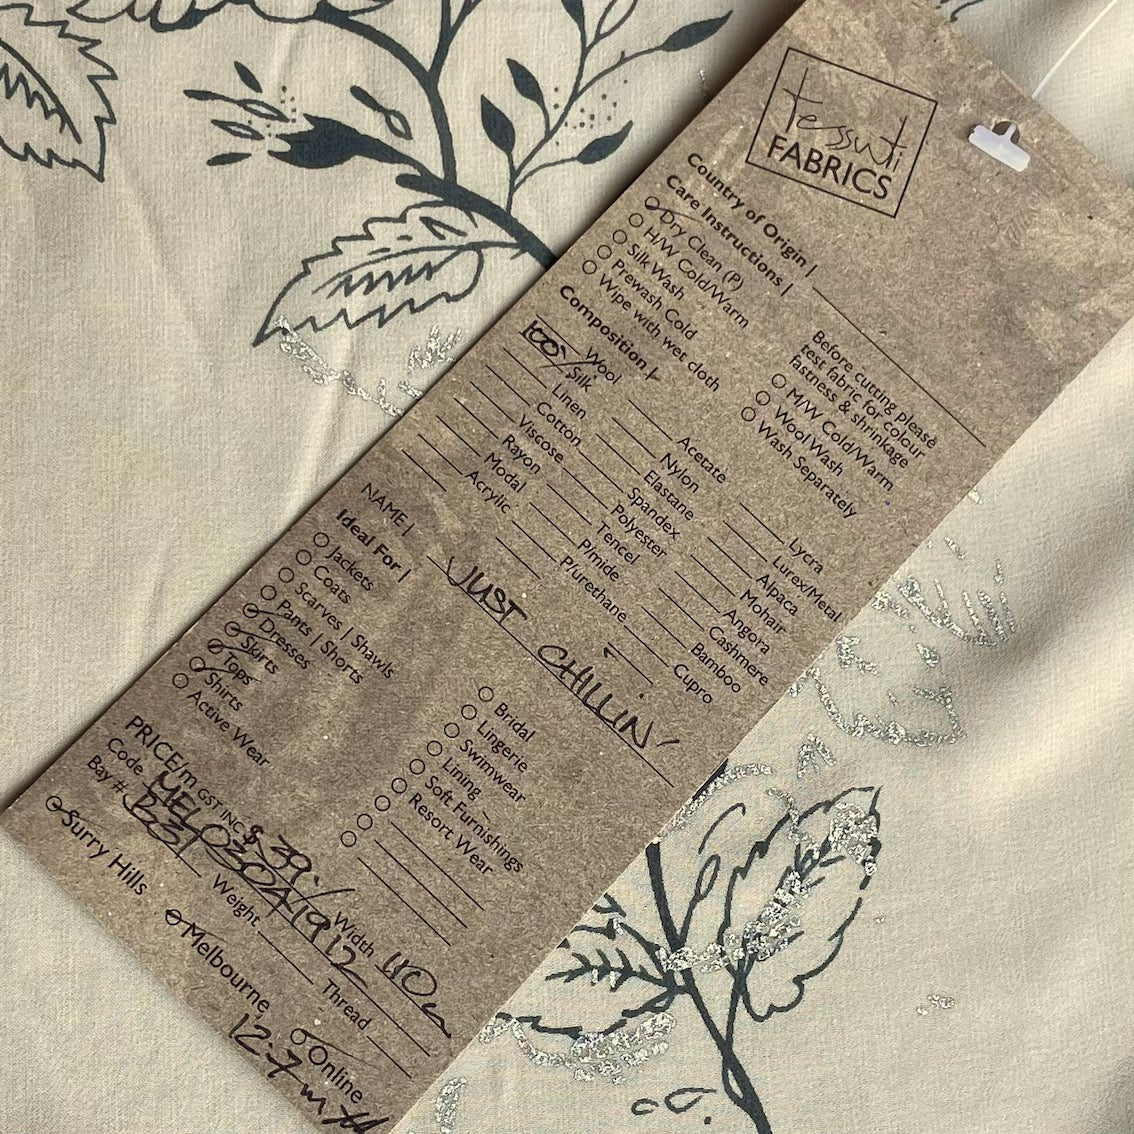 tessuti
FABRICS
Country of Origin |
Care Instructions |
Dry Clean (P)
H/W Cold/Warm
Silk Wash
Prewash Cold
Wipe with wet cloth
Before cutting please
test fabric for colour
fastness & shrinkage
M/W Cold/Warm
Wool Wash
Wash Separately
Composition |
Wool
100% Silk
Linen
Cotton
Viscose
Rayon
Modal
Acrylic
Acetate
Nylon
Elastane
Spandex
Polyester
Tencel
P/mide
P/urethane
Lycra
Lurex/Metal
Alpaca
Mohair
Angora
Cashmere
Bamboo
Cupro
NAME | JUST CHILLIN'
Ideal For |
Jackets
Coats
Scarves | Shawls
Pants | Shorts
Dresses
Skirts
Tops
Shirts
Active Wear
Bridal
Lingerie
Swimwear
Lining
Soft Furnishings
Resort Wear
PRICE/m GST INC $39. Width 110
Code
Bay # B37 Weight Thread
Surry Hills Melbourne Online
12.7m